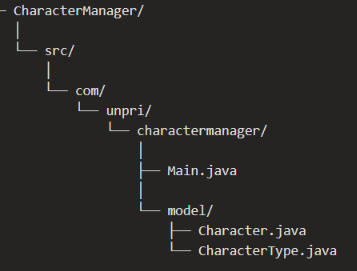 CharacterManager/
src/
com/
unpri/
charactermanager/
Main.java
model/
Character.java
CharacterType.java